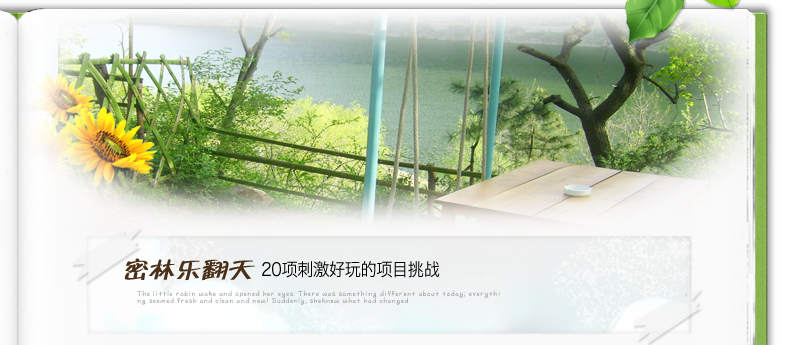 密林乐翻天 20项刺激好玩的项目挑战
The little robin woke and opened her eyes. There was something different about today, everythi
ng seemed fresh and clean and new! Suddenly, sheknew what had changed